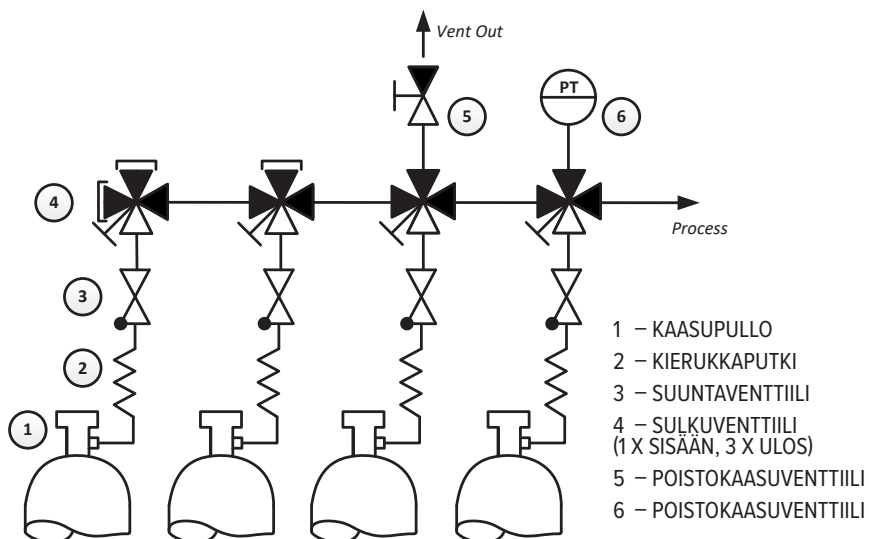 Vent Out
PT
5
6
4
Process
3
2
1
1 – KAASUPULLO
2 – KIERUKKAPUTKI
3 – SUUNTAVENTTIILI
4 – SULKUVENTTIILI
(1 X SISÄÄN, 3 X ULOS)
5 – POISTOKAASUVENTTIILI
6 – POISTOKAASUVENTTIILI